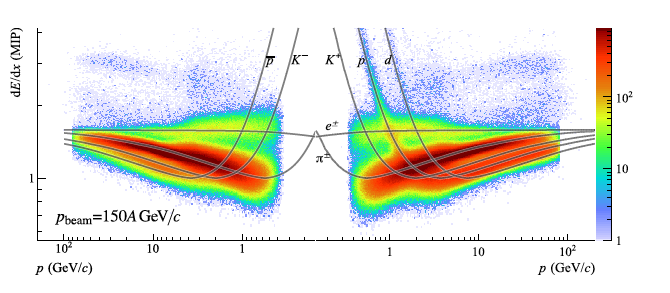 dE/dx (MIP)
p̅ K⁻ K⁺ p d
e± π±
1
p_beam=150A GeV/c
10² 10 1 1 10 10²
p (GeV/c) p (GeV/c)
10²
10
1